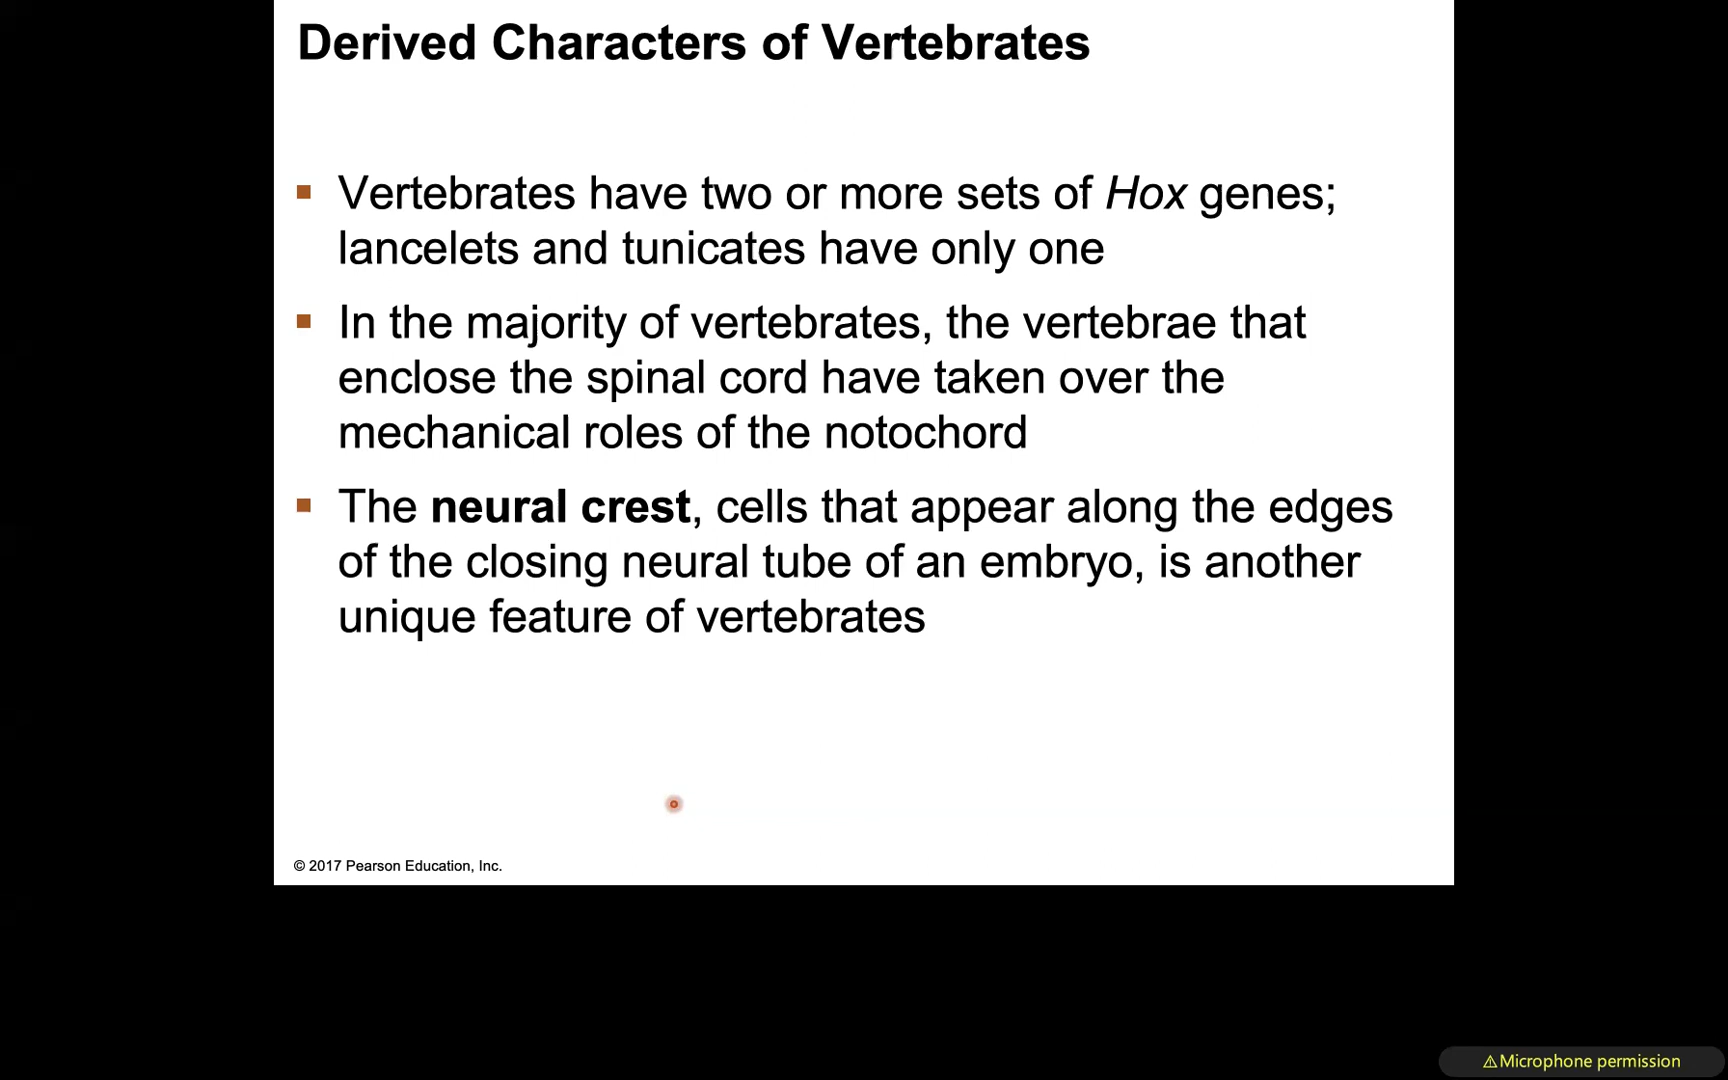 Derived Characters of Vertebrates
▪ Vertebrates have two or more sets of Hox genes;
lancelets and tunicates have only one
▪ In the majority of vertebrates, the vertebrae that
enclose the spinal cord have taken over the
mechanical roles of the notochord
▪ The neural crest, cells that appear along the edges
of the closing neural tube of an embryo, is another
unique feature of vertebrates
© 2017 Pearson Education, Inc.
⚠Microphone permission